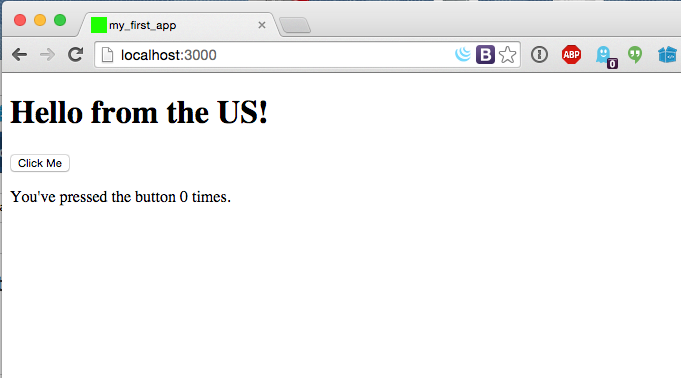 my_first_app
localhost:3000
B
ABP
0
Hello from the US!
Click Me
You've pressed the button 0 times.